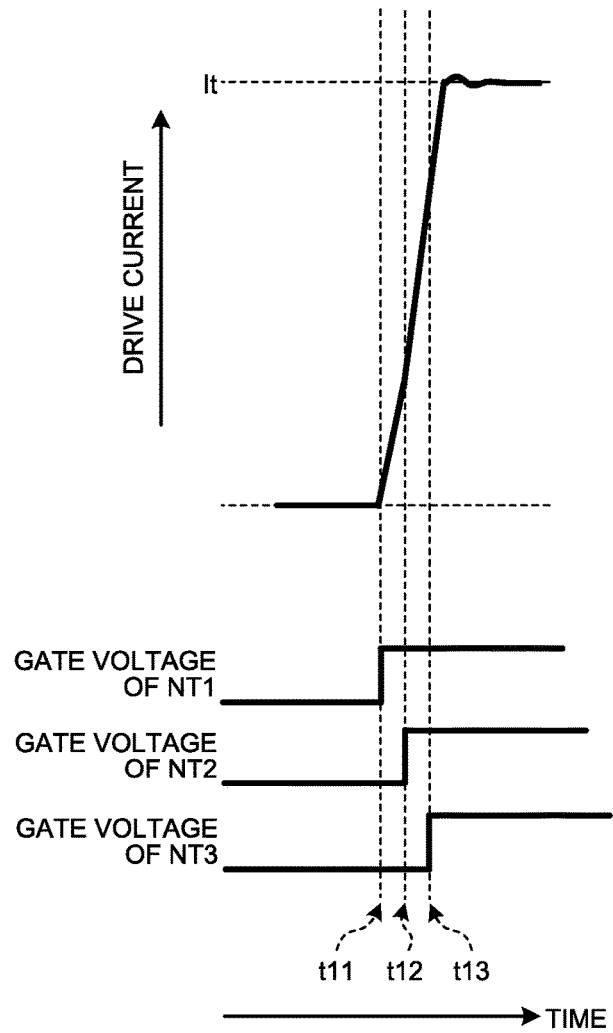 It
DRIVE CURRENT
GATE VOLTAGE
OF NT1
GATE VOLTAGE
OF NT2
GATE VOLTAGE
OF NT3
t11 t12 t13
TIME